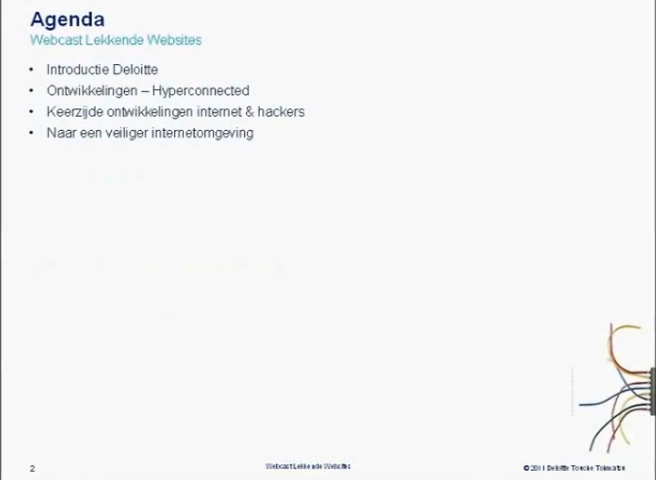 Agenda
Webcast Lekkende Websites
• Introductie Deloitte
• Ontwikkelingen – Hyperconnected
• Keerzijde ontwikkelingen internet & hackers
• Naar een veiliger internetomgeving
2
Webcast Lekkende Websites
© 2011 Deloitte Touche Tohmatsu